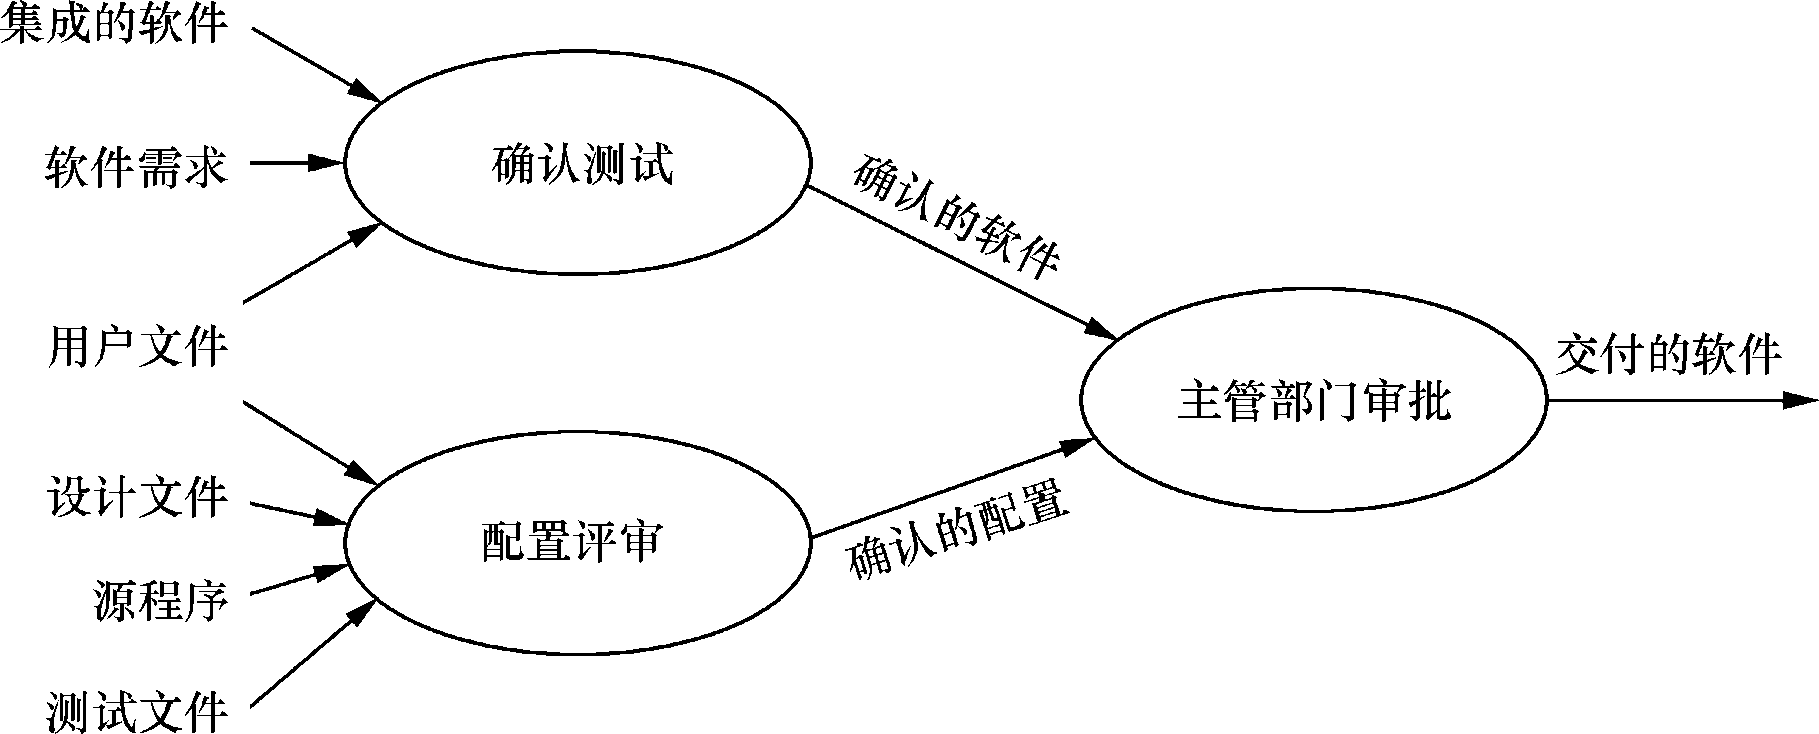 集成的软件
软件需求
用户文件
设计文件
源程序
测试文件
确认测试
配置评审
确认的软件
确认的配置
主管部门审批
交付的软件